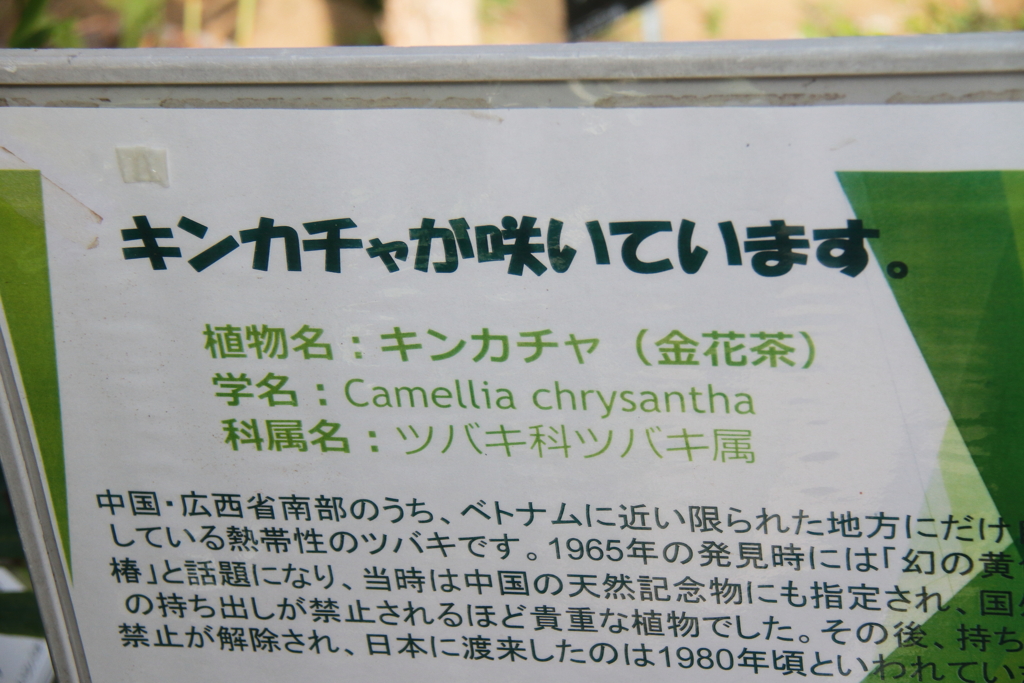 キンカチャが咲いています。
植物名：キンカチャ（金花茶）
学名：Camellia chrysantha
科属名：ツバキ科ツバキ属
中国・広西省南部のうち、ベトナムに近い限られた地方にだけ
している熱帯性のツバキです。1965年の発見時には「幻の黄
椿」と話題になり、当時は中国の天然記念物にも指定され、国
の持ち出しが禁止されるほど貴重な植物でした。その後、持ち
禁止が解除され、日本に渡来したのは1980年頃といわれてい